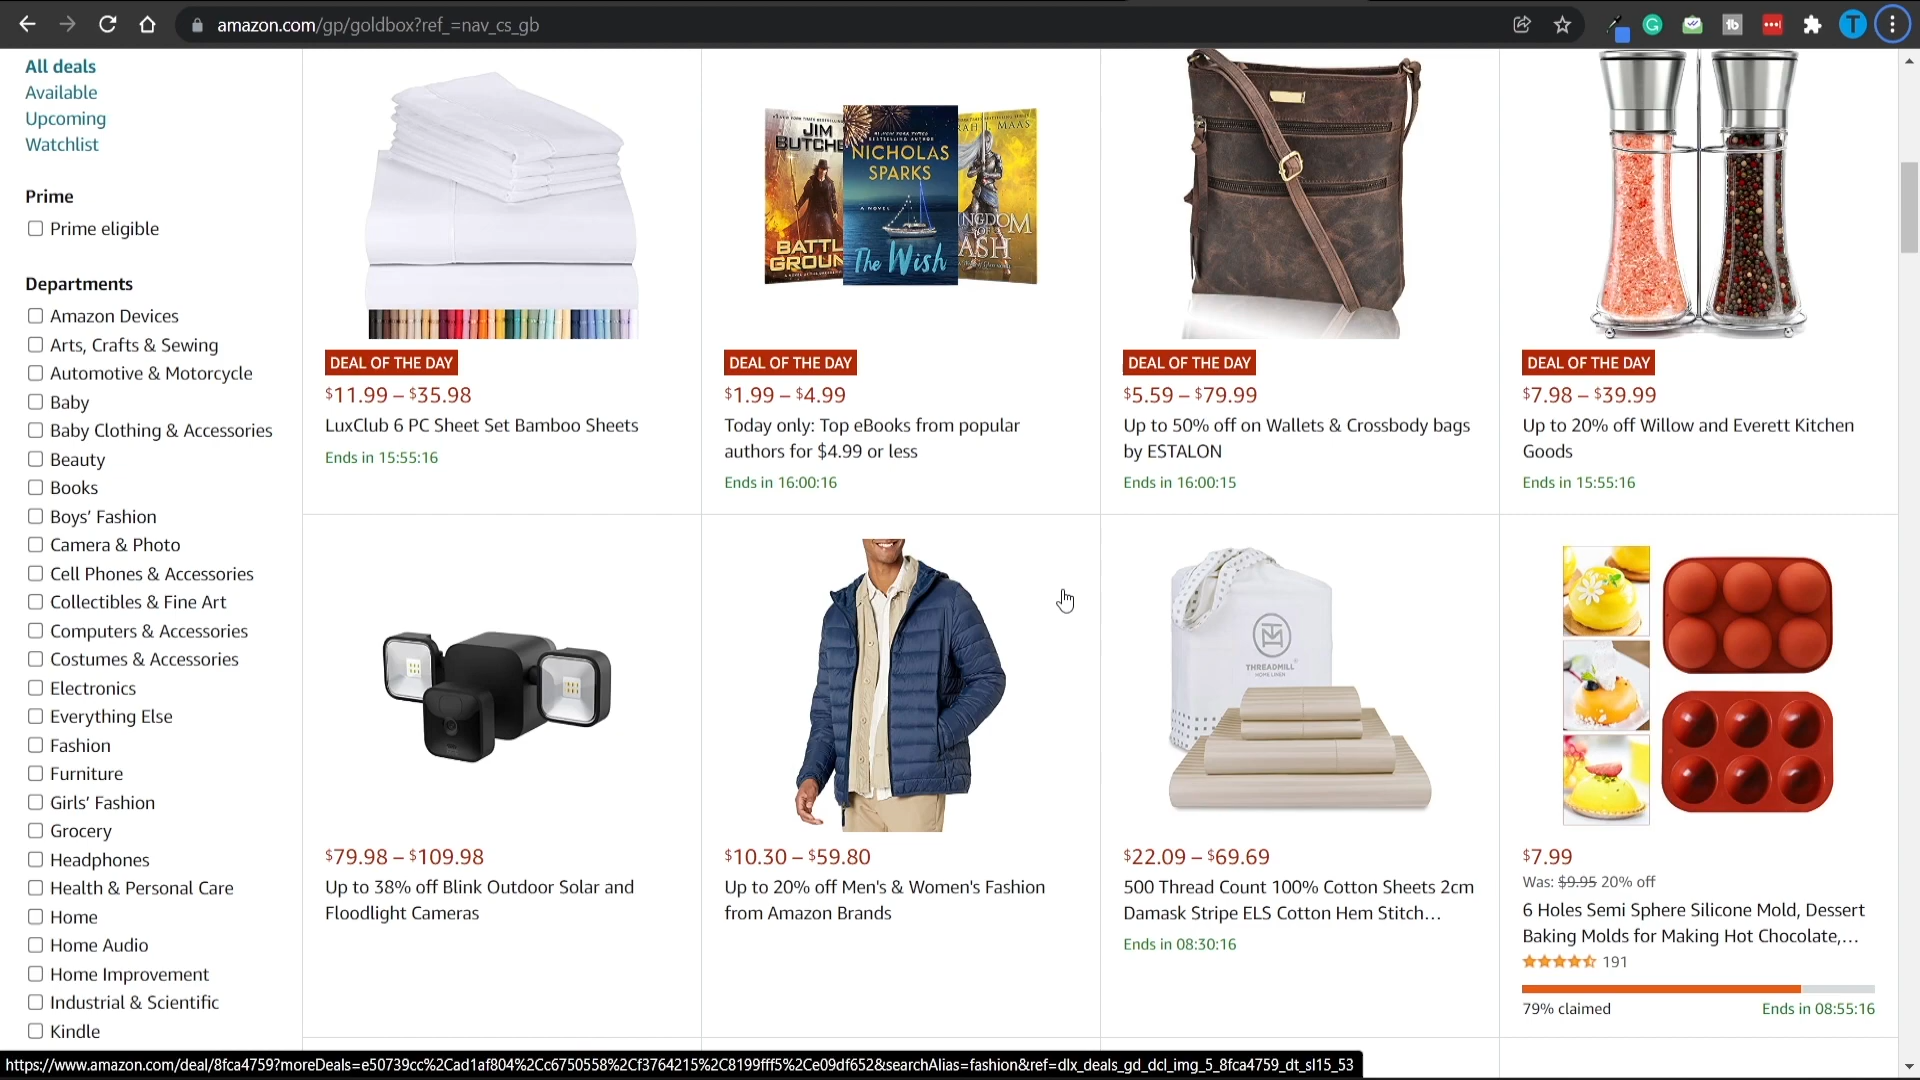 amazon.com/gp/goldbox?ref_=nav_cs_gb
T
All deals
Available
Upcoming
Watchlist
Prime
Prime eligible
Departments
Amazon Devices
Arts, Crafts & Sewing
Automotive & Motorcycle
Baby
Baby Clothing & Accessories
Beauty
Books
Boys’ Fashion
Camera & Photo
Cell Phones & Accessories
Collectibles & Fine Art
Computers & Accessories
Costumes & Accessories
Electronics
Everything Else
Fashion
Furniture
Girls’ Fashion
Grocery
Headphones
Health & Personal Care
Home
Home Audio
Home Improvement
Industrial & Scientific
Kindle
DEAL OF THE DAY
$11.99 – $35.98
LuxClub 6 PC Sheet Set Bamboo Sheets
Ends in 15:55:16
JIM
BUTCHE
BATTL
GROUN
NICHOLAS
SPARKS
A NOVEL
The Wish
RAH J. MAAS
NGDOM
OF
ASH
DEAL OF THE DAY
$1.99 – $4.99
Today only: Top eBooks from popular
authors for $4.99 or less
Ends in 16:00:16
DEAL OF THE DAY
$5.59 – $79.99
Up to 50% off on Wallets & Crossbody bags
by ESTALON
Ends in 16:00:15
DEAL OF THE DAY
$7.98 – $39.99
Up to 20% off Willow and Everett Kitchen
Goods
Ends in 15:55:16
$79.98 – $109.98
Up to 38% off Blink Outdoor Solar and
Floodlight Cameras
$10.30 – $59.80
Up to 20% off Men's & Women's Fashion
from Amazon Brands
THREADMILL
HOME LINEN
$22.09 – $69.69
500 Thread Count 100% Cotton Sheets 2cm
Damask Stripe ELS Cotton Hem Stitch…
Ends in 08:30:16
$7.99
Was: $9.95 20% off
6 Holes Semi Sphere Silicone Mold, Dessert
Baking Molds for Making Hot Chocolate,…
191
79% claimed
Ends in 08:55:16
https://www.amazon.com/deal/8fca4759?moreDeals=e50739cc%2Cad1af804%2Cc6750558%2Cf3764215%2C8199fff5%2Ce09df652&searchAlias=fashion&ref=dlx_deals_gd_dcl_img_5_8fca4759_dt_sl15_53